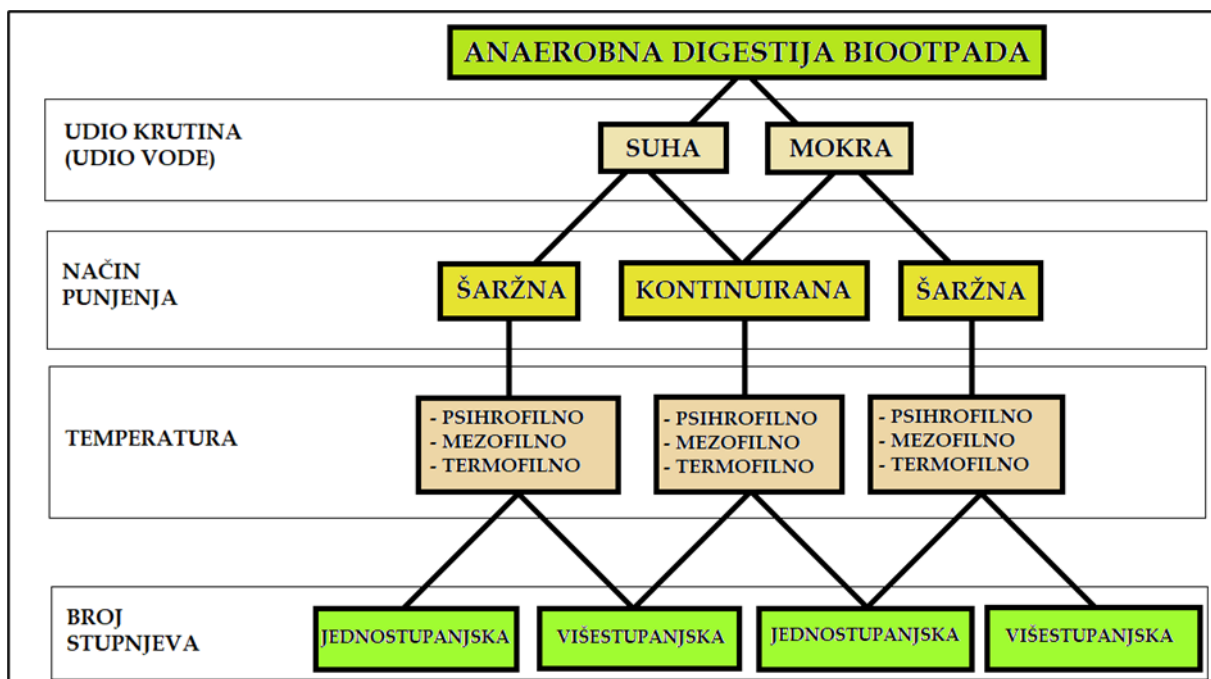 ANAEROBNA DIGESTIJA BIOOTPADA
UDIO KRUTINA
(UDIO VODE)
SUHA
MOKRA
NAČIN
PUNJENJA
ŠARŽNA
KONTINUIRANA
ŠARŽNA
TEMPERATURA
- PSIHROFILNO
- MEZOFILNO
- TERMOFILNO
- PSIHROFILNO
- MEZOFILNO
- TERMOFILNO
- PSIHROFILNO
- MEZOFILNO
- TERMOFILNO
BROJ
STUPNJEVA
JEDNOSTUPANJSKA
VIŠESTUPANJSKA
JEDNOSTUPANJSKA
VIŠESTUPANJSKA